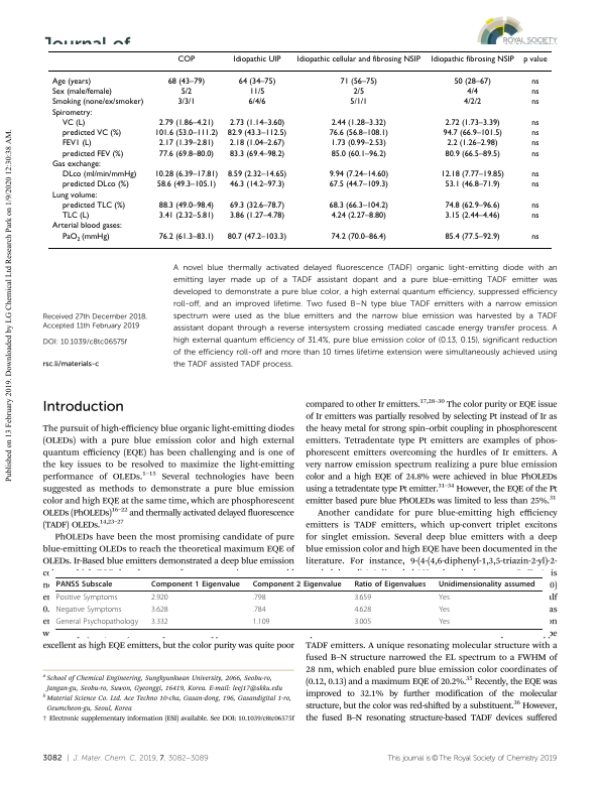 Journal of
ROYAL SOCIETY
COP Idiopathic UIP Idiopathic cellular and fibrosing NSIP Idiopathic fibrosing NSIP p value
Age (years) 68 (43–79) 64 (34–75) 71 (56–75) 50 (28–67) ns
Sex (male/female) 5/2 11/5 2/5 4/4 ns
Smoking (none/ex/smoker) 3/3/1 6/4/6 5/1/1 4/2/2 ns
Spirometry:
VC (L) 2.79 (1.86–4.21) 2.73 (1.14–3.60) 2.44 (1.28–3.32) 2.72 (1.73–3.39) ns
predicted VC (%) 101.6 (53.0–111.2) 82.9 (43.3–112.5) 76.6 (56.8–108.1) 94.7 (66.9–101.5) ns
FEV1 (L) 2.17 (1.39–2.81) 2.18 (1.04–2.67) 1.73 (0.99–2.53) 2.2 (1.26–2.98) ns
predicted FEV (%) 77.6 (69.8–80.0) 83.3 (69.4–98.2) 85.0 (60.1–96.2) 80.9 (66.5–89.5) ns
Gas exchange:
DLco (ml/min/mmHg) 10.28 (6.39–17.81) 8.59 (2.32–14.65) 9.94 (7.24–14.60) 12.18 (7.77–19.85) ns
predicted DLco (%) 58.6 (49.3–105.1) 46.3 (14.2–97.3) 67.5 (44.7–109.3) 53.1 (46.8–71.9) ns
Lung volume:
predicted TLC (%) 88.3 (49.0–98.4) 69.3 (32.6–78.7) 68.3 (66.3–104.2) 74.8 (62.9–96.6) ns
TLC (L) 3.41 (2.32–5.81) 3.86 (1.27–4.78) 4.24 (2.27–8.80) 3.15 (2.44–4.46) ns
Arterial blood gases:
PaO2 (mmHg) 76.2 (61.3–83.1) 80.7 (47.2–103.3) 74.2 (70.0–86.4) 85.4 (77.5–92.9) ns
A novel blue thermally activated delayed fluorescence (TADF) organic light-emitting diode with an
emitting layer made up of a TADF assistant dopant and a pure blue-emitting TADF emitter was
developed to demonstrate a pure blue color, a high external quantum efficiency, suppressed efficiency
roll-off, and an improved lifetime. Two fused B–N type blue TADF emitters with a narrow emission
spectrum were used as the blue emitters and the narrow blue emission was harvested by a TADF
assistant dopant through a reverse intersystem crossing mediated cascade energy transfer process. A
high external quantum efficiency of 31.4%, pure blue emission color of (0.13, 0.15), significant reduction
of the efficiency roll-off and more than 10 times lifetime extension were simultaneously achieved using
the TADF assisted TADF process.
Received 27th December 2018,
Accepted 11th February 2019
DOI: 10.1039/c8tc06575f
rsc.li/materials-c
Published on 13 February 2019. Downloaded by LG Chemical Ltd Research Park on 1/9/2020 12:30:38 AM.
Introduction
The pursuit of high-efficiency blue organic light-emitting diodes
(OLEDs) with a pure blue emission color and high external
quantum efficiency (EQE) has been challenging and is one of
the key issues to be resolved to maximize the light-emitting
performance of OLEDs.1–15 Several technologies have been
suggested as methods to demonstrate a pure blue emission
color and high EQE at the same time, which are phosphorescent
OLEDs (PhOLEDs)16–22 and thermally activated delayed fluorescence
(TADF) OLEDs.14,23–27
PhOLEDs have been the most promising candidate of pure
blue-emitting OLEDs to reach the theoretical maximum EQE of
OLEDs. Ir-Based blue emitters demonstrated a deep blue emission
excellent as high EQE emitters, but the color purity was quite poor
compared to other Ir emitters.17,28–30 The color purity or EQE issue
of Ir emitters was partially resolved by selecting Pt instead of Ir as
the heavy metal for strong spin–orbit coupling in phosphorescent
emitters. Tetradentate type Pt emitters are examples of phos-
phorescent emitters overcoming the hurdles of Ir emitters. A
very narrow emission spectrum realizing a pure blue emission
color and a high EQE of 24.8% were achieved in blue PhOLEDs
using a tetradentate type Pt emitter.31–34 However, the EQE of the Pt
emitter based pure blue PhOLEDs was limited to less than 25%.31
Another candidate for pure blue-emitting high efficiency
emitters is TADF emitters, which up-convert triplet excitons
for singlet emission. Several deep blue emitters with a deep
blue emission color and high EQE have been documented in the
literature. For instance, 9-(4-(4,6-diphenyl-1,3,5-triazin-2-yl)-2-
PANSS Subscale Component 1 Eigenvalue Component 2 Eigenvalue Ratio of Eigenvalues Unidimensionality assumed
Positive Symptoms 2.920 .798 3.659 Yes
Negative Symptoms 3.628 .784 4.628 Yes
General Psychopathology 3.332 1.109 3.005 Yes
TADF emitters. A unique resonating molecular structure with a
fused B–N structure narrowed the EL spectrum to a FWHM of
28 nm, which enabled pure blue emission color coordinates of
(0.12, 0.13) and a maximum EQE of 20.2%.35 Recently, the EQE was
improved to 32.1% by further modification of the molecular
structure, but the color was red-shifted by a substituent.36 However,
the fused B–N resonating structure-based TADF devices suffered
a School of Chemical Engineering, Sungkyunkwan University, 2066, Seobu-ro,
Jangan-gu, Seobu-ro, Suwon, Gyeonggi, 16419, Korea. E-mail: leej17@skku.edu
b Material Science Co. Ltd. Ace Techno 10-cha, Gasan-dong, 196, Gasandigital 1-ro,
Geumcheon-gu, Seoul, Korea
† Electronic supplementary information (ESI) available. See DOI: 10.1039/c8tc06575f
3082 | J. Mater. Chem. C, 2019, 7, 3082–3089
This journal is © The Royal Society of Chemistry 2019